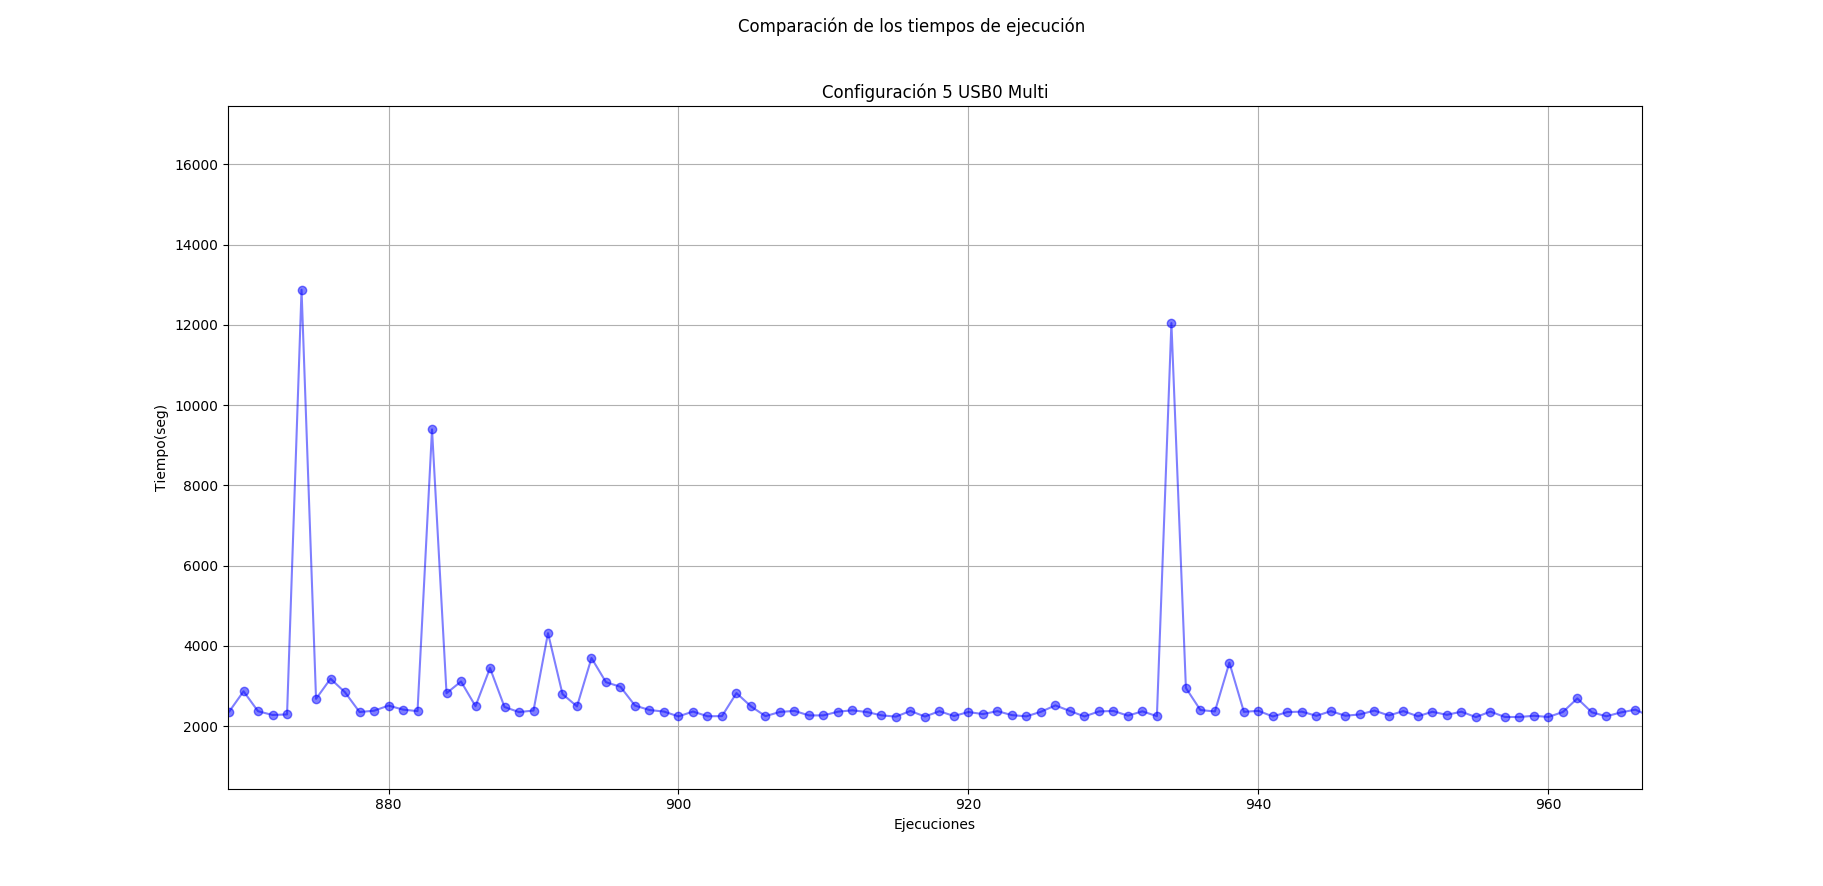 Comparación de los tiempos de ejecución
Configuración 5 USB0 Multi
16000
14000
12000
10000
8000
6000
4000
2000
Tiempo(seg)
880 900 920 940 960
Ejecuciones